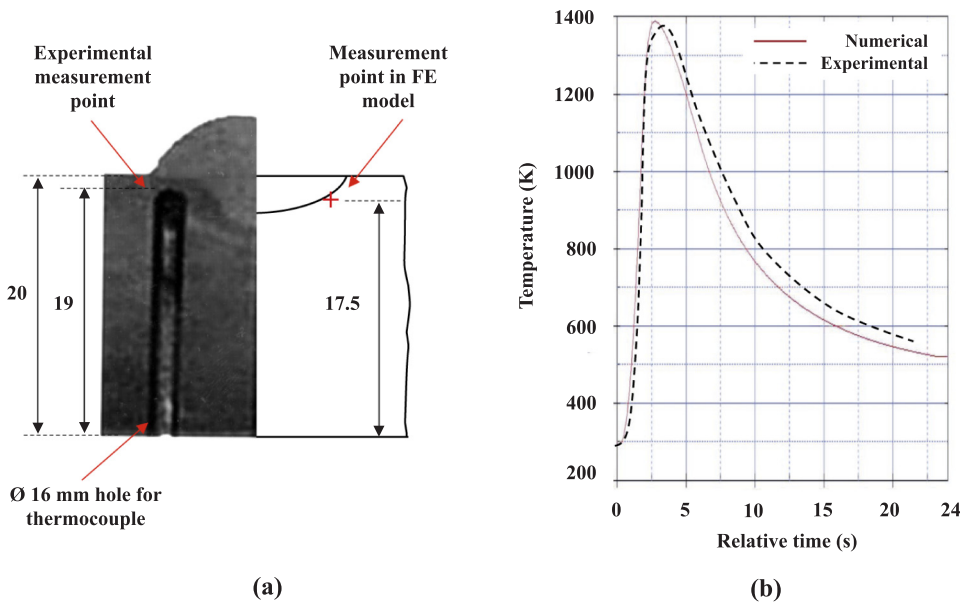 Experimental
measurement
point
Measurement
point in FE
model
20
19
17.5
Ø 16 mm hole for
thermocouple
(a)
1400
1200
1000
800
600
400
200
Temperature (K)
Numerical
Experimental
0 5 10 15 20 24
Relative time (s)
(b)